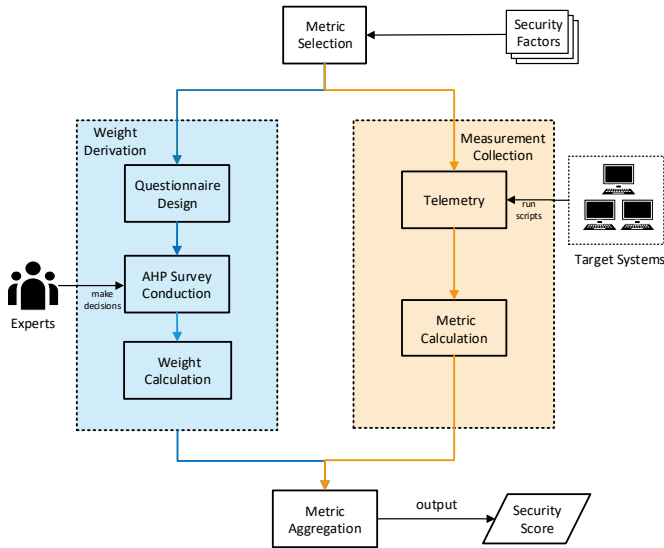 Metric
Selection
Security
Factors
Weight
Derivation
Measurement
Collection
Questionnaire
Design
Telemetry
run
scripts
Target Systems
AHP Survey
Conduction
make
decisions
Experts
Metric
Calculation
Weight
Calculation
Metric
Aggregation
output
Security
Score